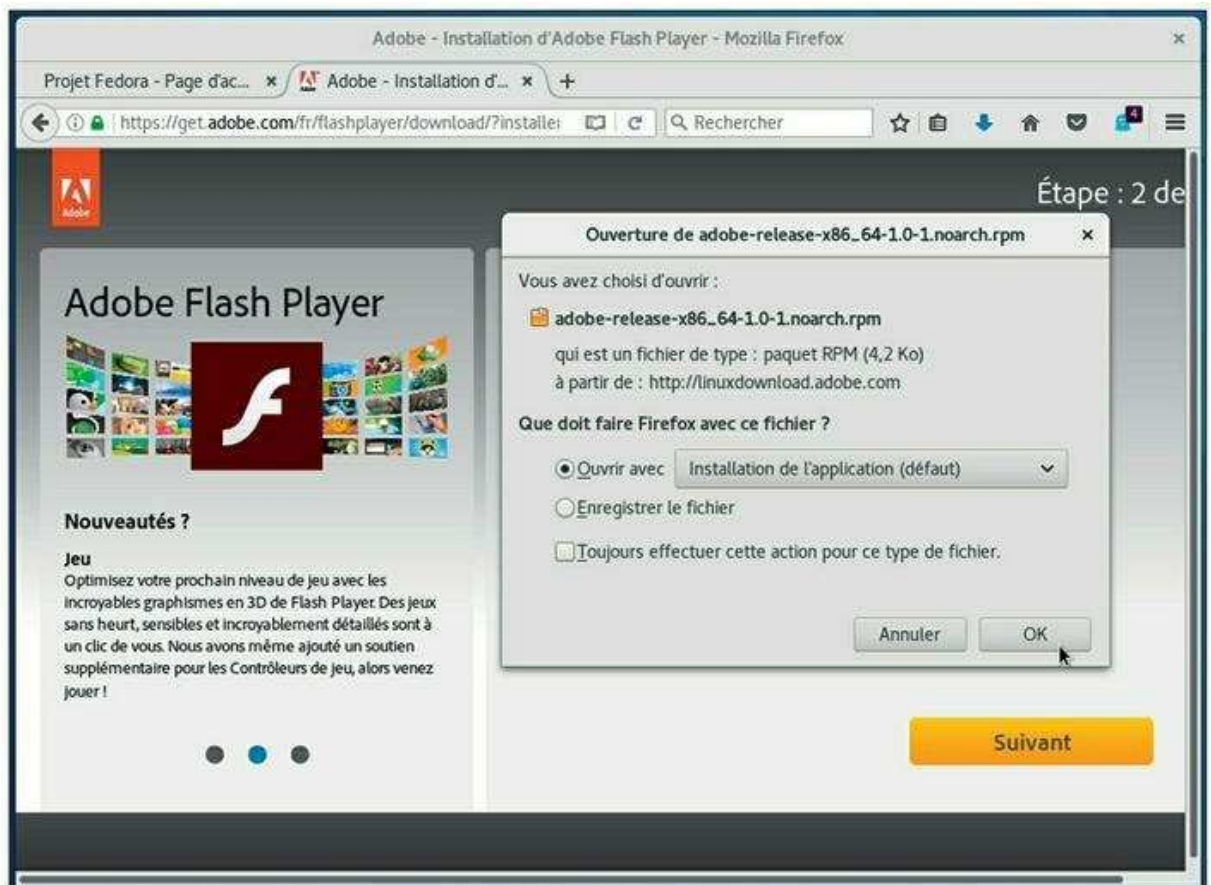 Adobe - Installation d'Adobe Flash Player - Mozilla Firefox
Projet Fedora - Page d'ac...
Adobe - Installation d'...
https://get.adobe.com/fr/flashplayer/download/?installer
Rechercher
4
Adobe
Étape : 2 de
Ouverture de adobe-release-x86_64-1.0-1.noarch.rpm
Vous avez choisi d'ouvrir :
adobe-release-x86_64-1.0-1.noarch.rpm
qui est un fichier de type : paquet RPM (4,2 Ko)
à partir de : http://linuxdownload.adobe.com
Que doit faire Firefox avec ce fichier ?
Ouvrir avec
Installation de l'application (défaut)
Enregistrer le fichier
Toujours effectuer cette action pour ce type de fichier.
Annuler
OK
Adobe Flash Player
Nouveautés ?
Jeu
Optimisez votre prochain niveau de jeu avec les
incroyables graphismes en 3D de Flash Player. Des jeux
sans heurt, sensibles et incroyablement détaillés sont à
un clic de vous. Nous avons même ajouté un soutien
supplémentaire pour les Contrôleurs de jeu, alors venez
jouer !
Suivant